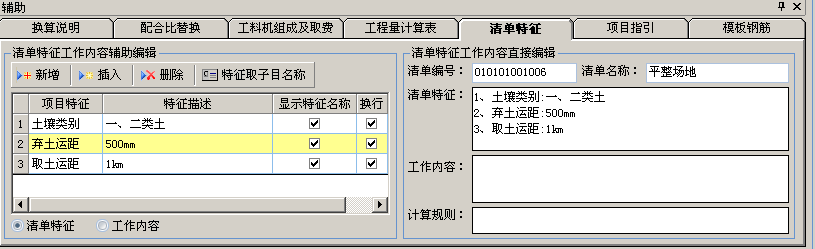 辅助
换算说明 配合比替换 工料机组成及取费 工程量计算表 清单特征 项目指引 模板钢筋
清单特征工作内容辅助编辑
新增 插入 删除 特征取子目名称
项目特征 特征描述 显示特征名称 换行
1 土壤类别 一、二类土
2 弃土运距 500mm
3 取土运距 1km
清单特征 工作内容
清单特征工作内容直接编辑
清单编号: 010101001006 清单名称: 平整场地
清单特征:
1、土壤类别:一、二类土
2、弃土运距:500mm
3、取土运距:1km
工作内容:
计算规则: